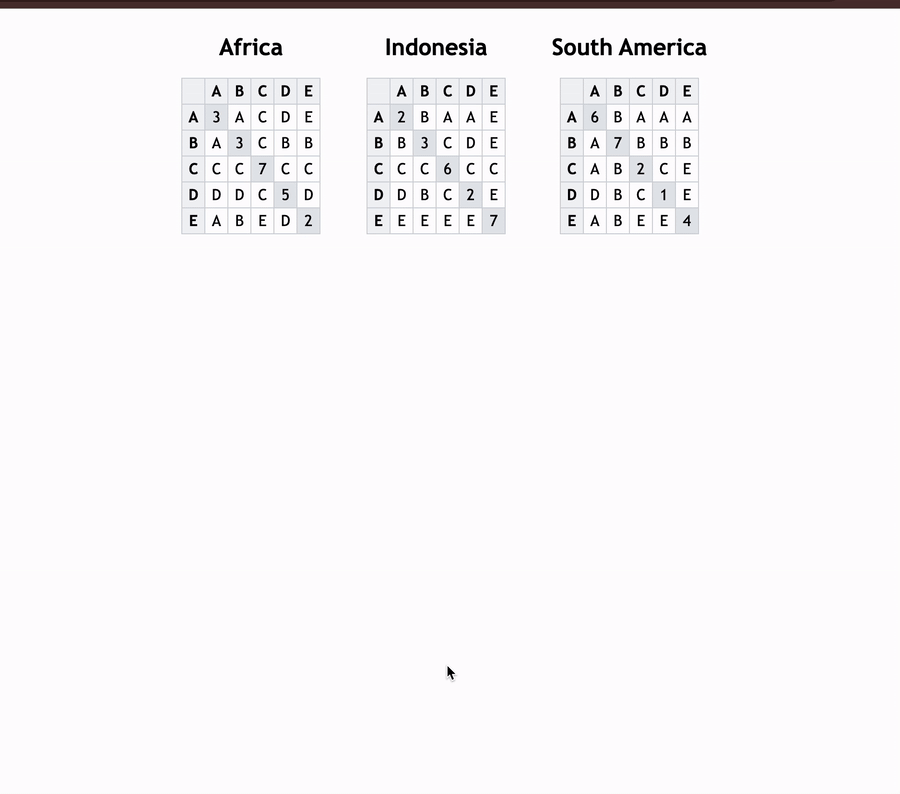 Africa Indonesia South America
A B C D E A B C D E A B C D E
A 3 A C D E A 2 B A A E A 6 B A A A
B A 3 C B B B B 3 C D E B A 7 B B B
C C C 7 C C C C C 6 C C C A B 2 C E
D D D C 5 D D D B C 2 E D D B C 1 E
E A B E D 2 E E E E E 7 E A B E E 4